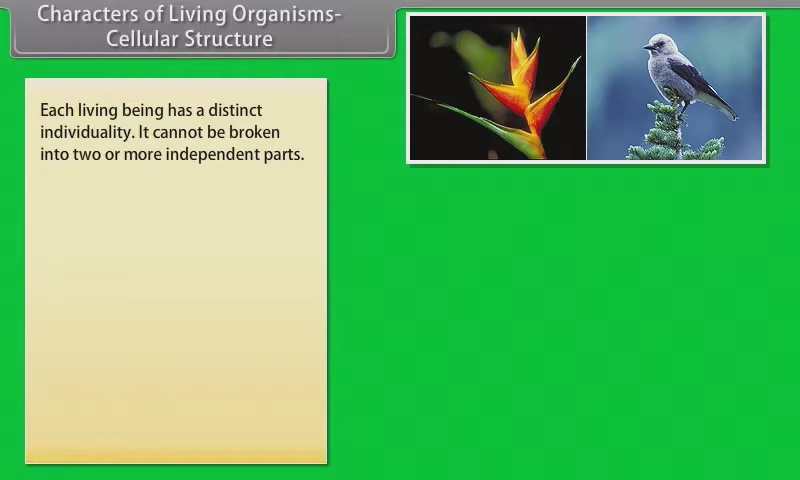 Characters of Living Organisms-
Cellular Structure
Each living being has a distinct
individuality. It cannot be broken
into two or more independent parts.